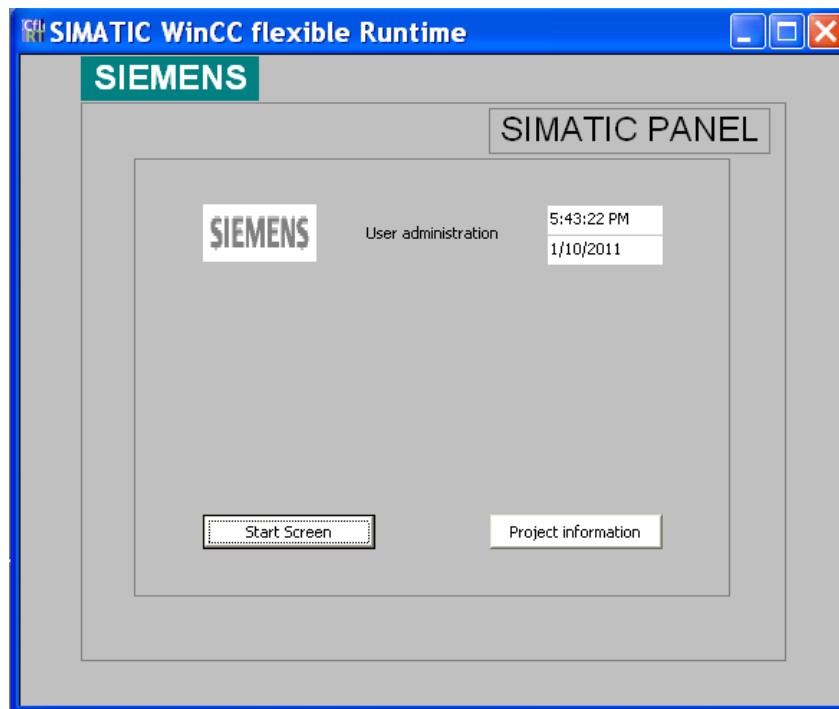 SIMATIC WinCC flexible Runtime
SIEMENS
SIMATIC PANEL
SIEMENS
User administration
5:43:22 PM
1/10/2011
Start Screen
Project information